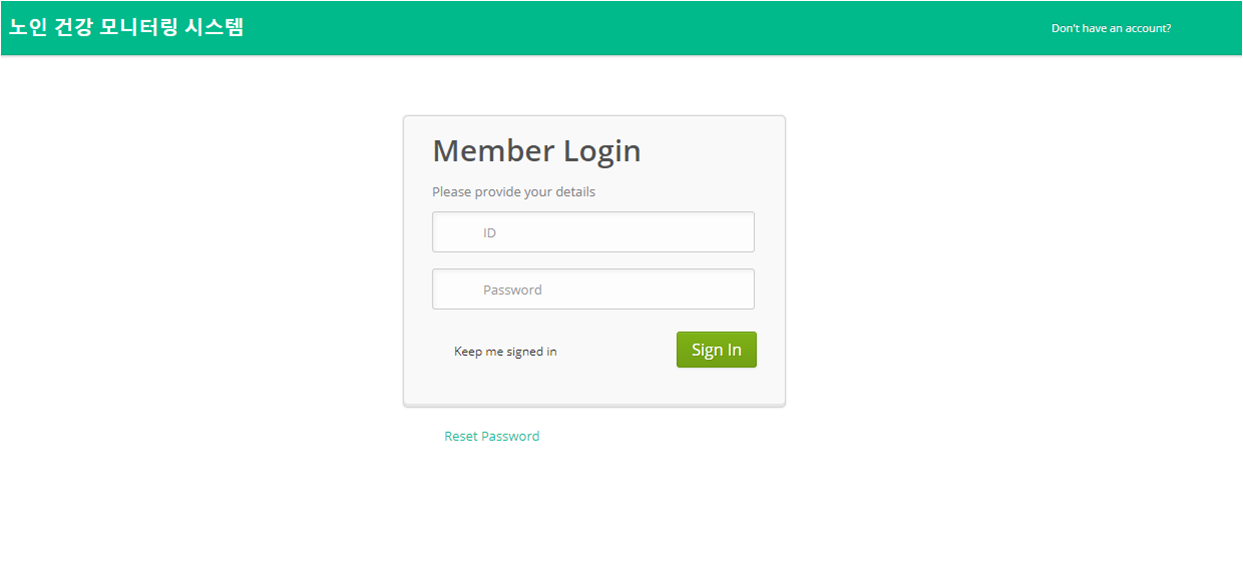 노인 건강 모니터링 시스템
Don't have an account?
Member Login
Please provide your details
ID
Password
Keep me signed in
Sign In
Reset Password